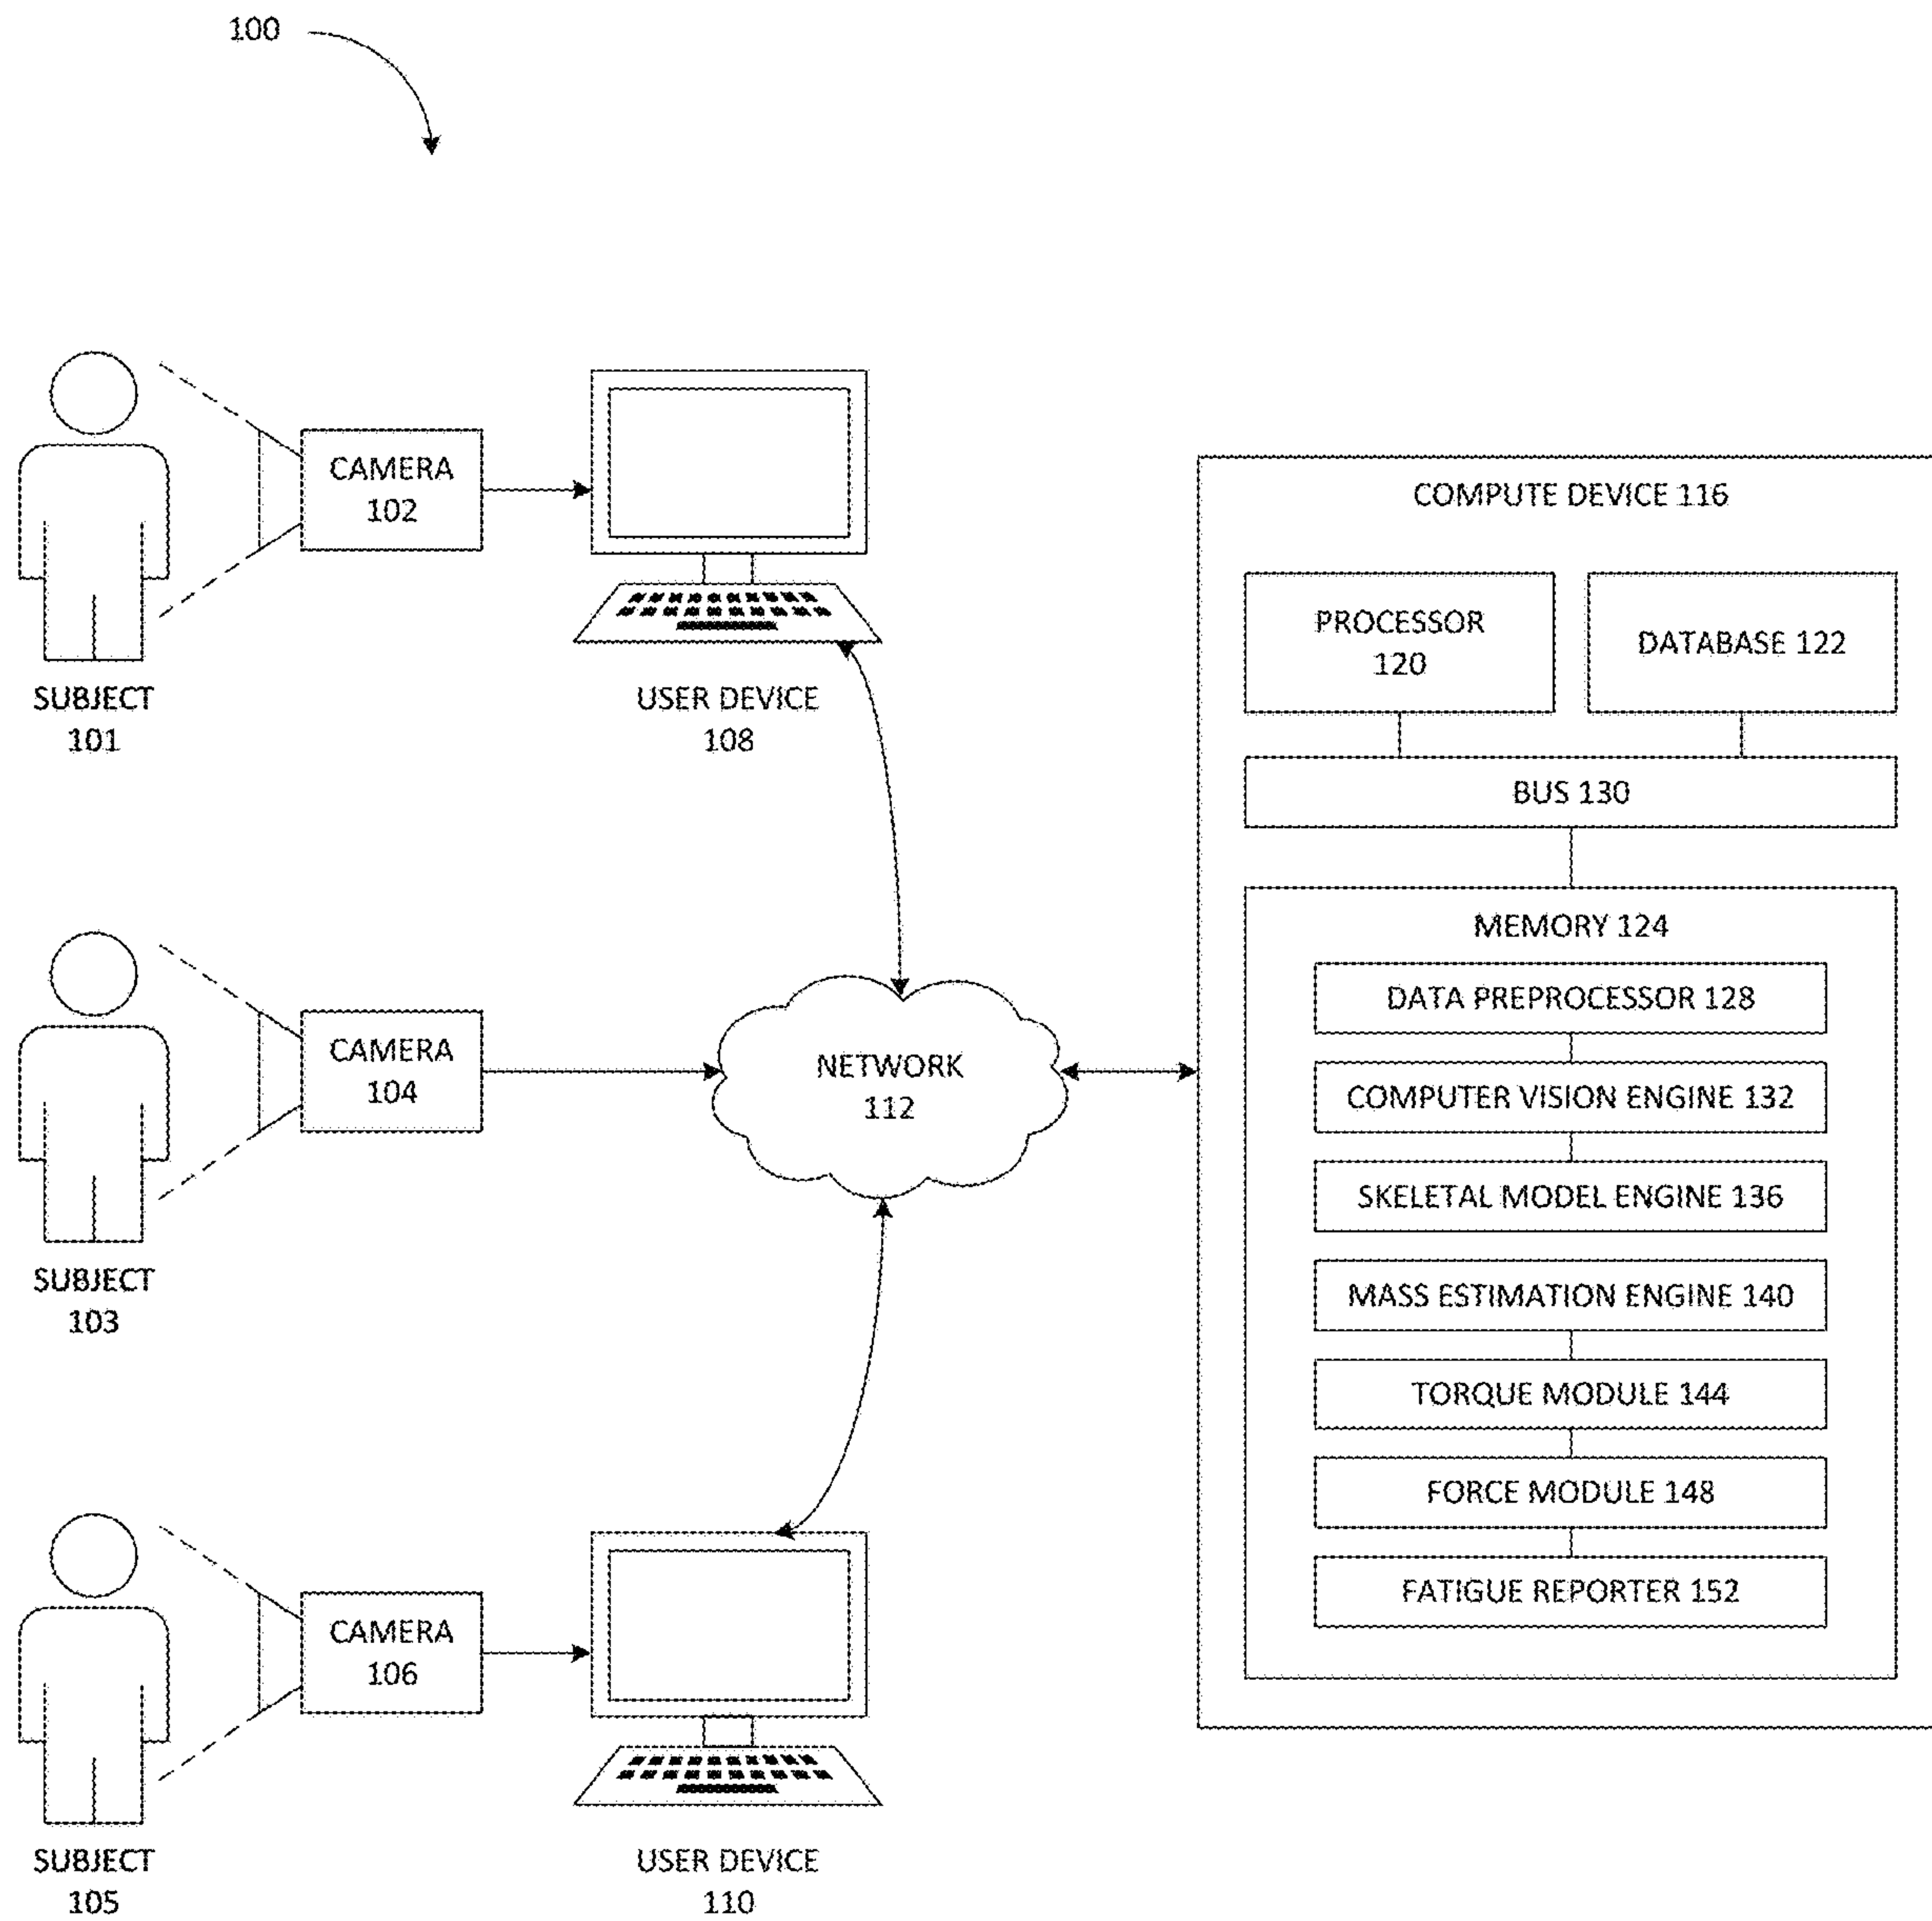 100
CAMERA
102
SUBJECT
101
USER DEVICE
108
CAMERA
104
SUBJECT
103
NETWORK
112
CAMERA
106
SUBJECT
105
USER DEVICE
110
COMPUTE DEVICE 116
PROCESSOR
120
DATABASE 122
BUS 130
MEMORY 124
DATA PREPROCESSOR 128
COMPUTER VISION ENGINE 132
SKELETAL MODEL ENGINE 136
MASS ESTIMATION ENGINE 140
TORQUE MODULE 144
FORCE MODULE 148
FATIGUE REPORTER 152